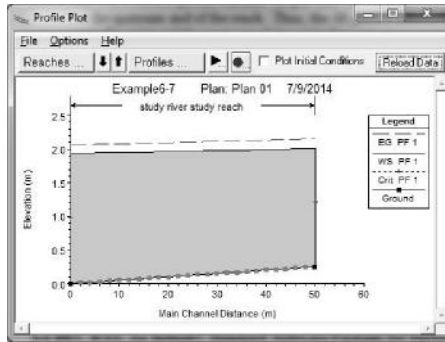 Profile Plot
File Options Help
Reaches ... Profiles ... Plot Initial Conditions Reload Data
Example6-7 Plan: Plan 01 7/9/2014
study river study reach
Legend
EG PF 1
WS PF 1
Crit PF 1
Ground
Elevation (m)
2.5
2.0
1.5
1.0
0.5
0.0
0 10 20 30 40 50 60
Main Channel Distance (m)